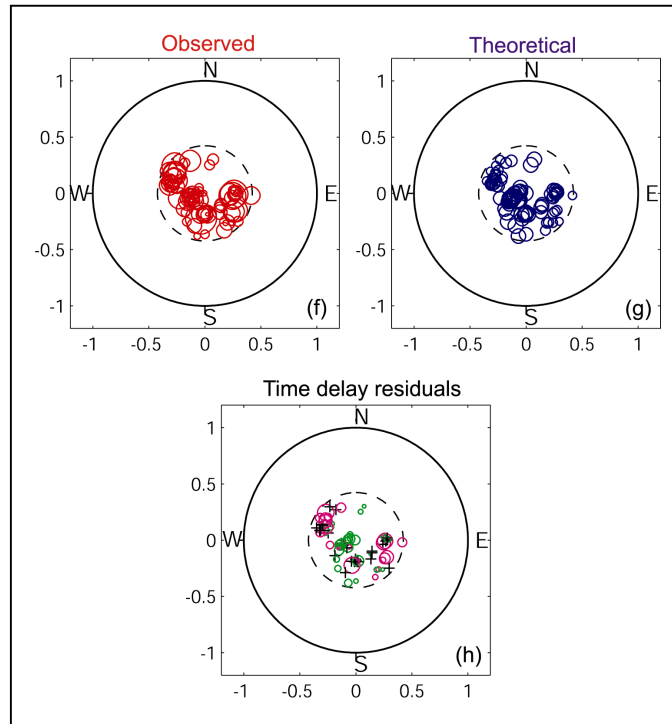 Observed Theoretical
N N
1 1
0.5 0.5
0 W E 0 W E
-0.5 -0.5
-1 -1
S (f) S (g)
-1 -0.5 0 0.5 1 -1 -0.5 0 0.5 1
Time delay residuals
N
1
0.5
0 W E
-0.5
-1
S (h)
-1 -0.5 0 0.5 1